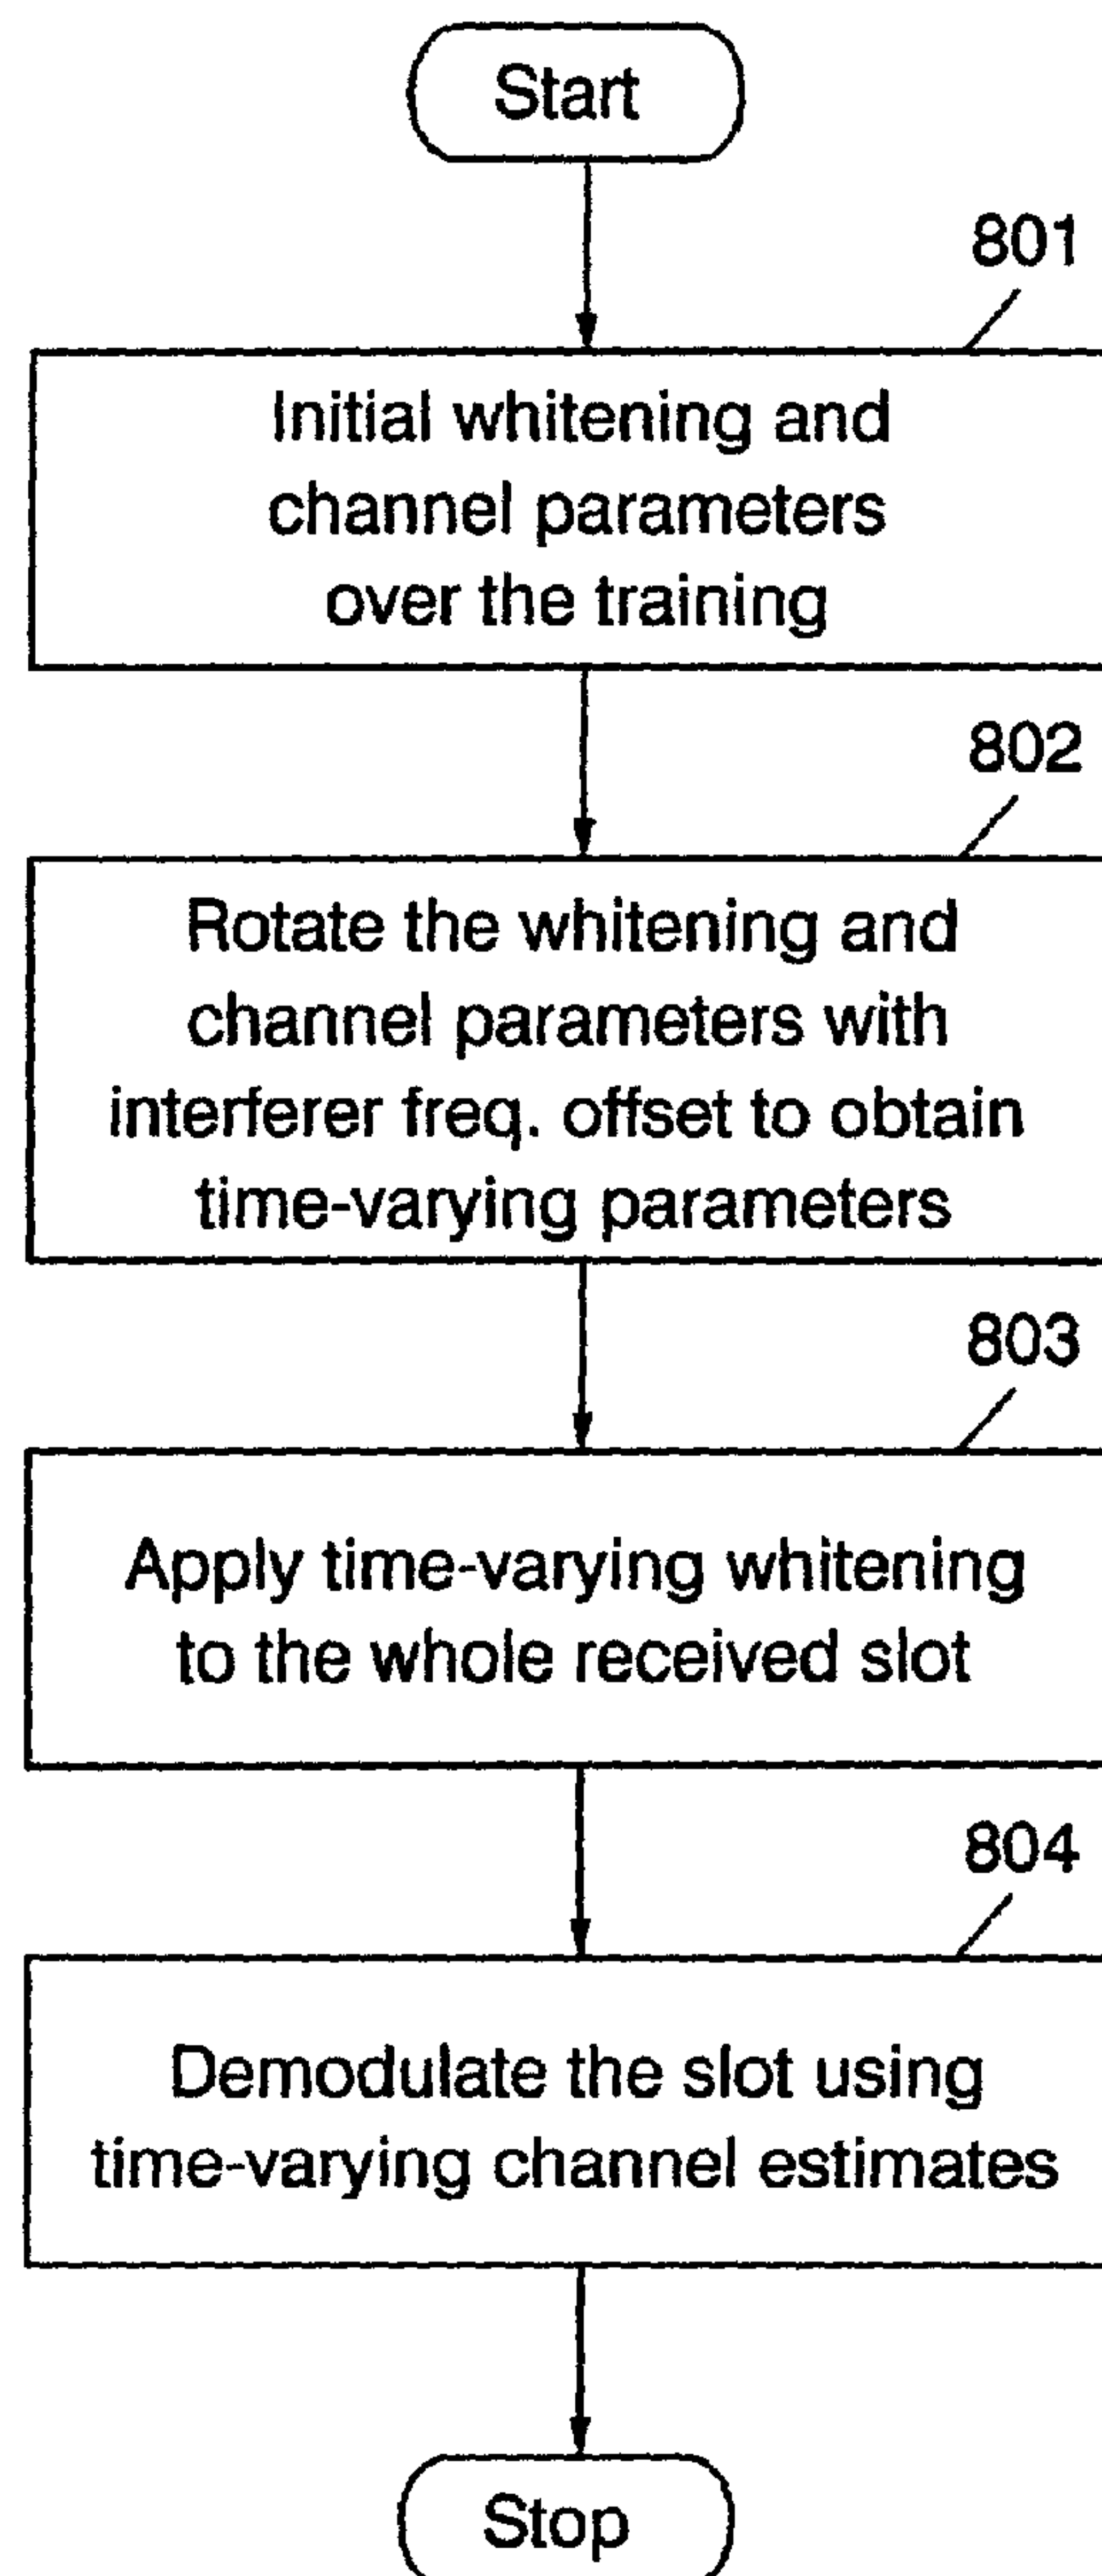 Start
801
Initial whitening and
channel parameters
over the training
802
Rotate the whitening and
channel parameters with
interferer freq. offset to obtain
time-varying parameters
803
Apply time-varying whitening
to the whole received slot
804
Demodulate the slot using
time-varying channel estimates
Stop